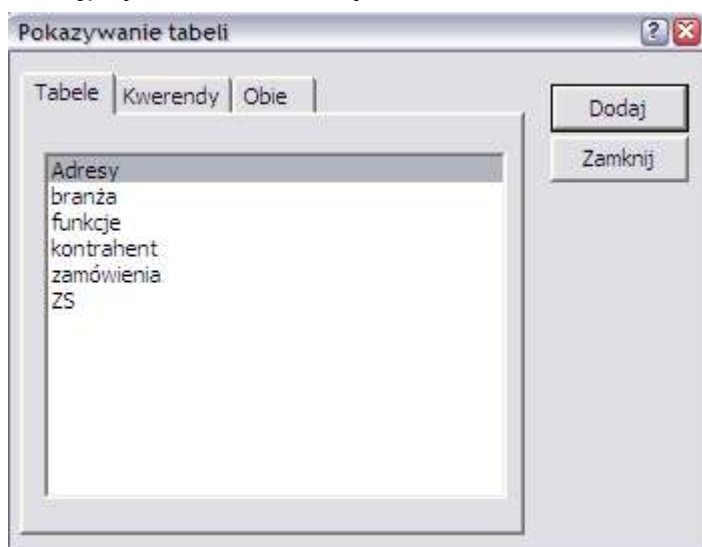 Pokazywanie tabeli
Tabele Kwerendy Obie
Dodaj
Zamknij
Adresy
branża
funkcje
kontrahent
zamówienia
ZS